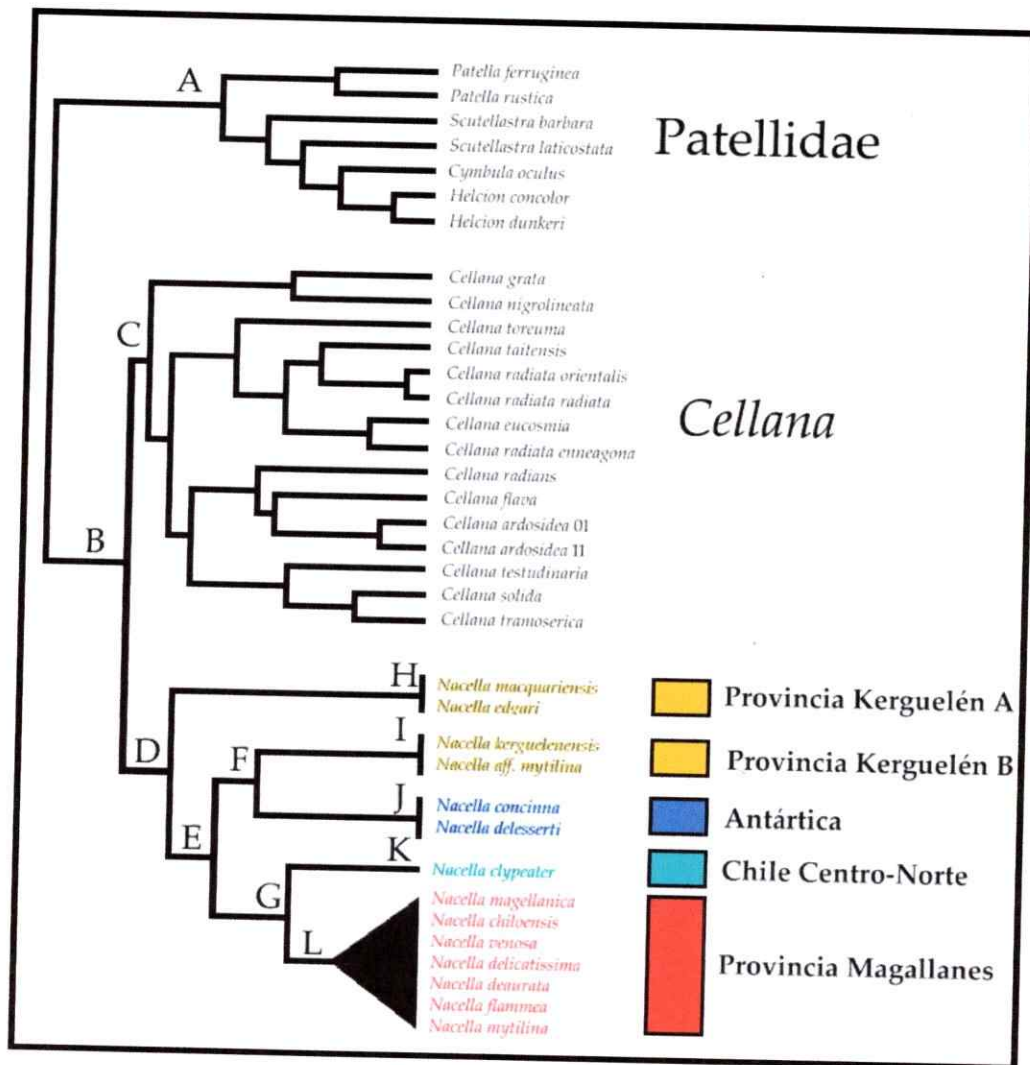 A
Patella ferruginea
Patella rustica
Scutellastra barbara
Scutellastra laticostata
Cymbula oculus
Helcion concolor
Helcion dunkeri
Patellidae
C
Cellana grata
Cellana nigrolineata
Cellana toreuma
Cellana taitensis
Cellana radiata orientalis
Cellana radiata radiata
Cellana eucosmia
Cellana radiata enneagona
Cellana radians
Cellana flava
Cellana ardosidea 01
Cellana ardosidea 11
Cellana testudinaria
Cellana solida
Cellana tramoserica
Cellana
B
D
H
Nacella macquariensis
Nacella edgari
Provincia Kerguelén A
E
F
I
Nacella kerguelenensis
Nacella aff. mytilina
Provincia Kerguelén B
J
Nacella concinna
Nacella delesserti
Antártica
G
K
Nacella clypeater
Chile Centro-Norte
L
Nacella magellanica
Nacella chiloensis
Nacella venosa
Nacella delicatissima
Nacella deaurata
Nacella flammea
Nacella mytilina
Provincia Magallanes